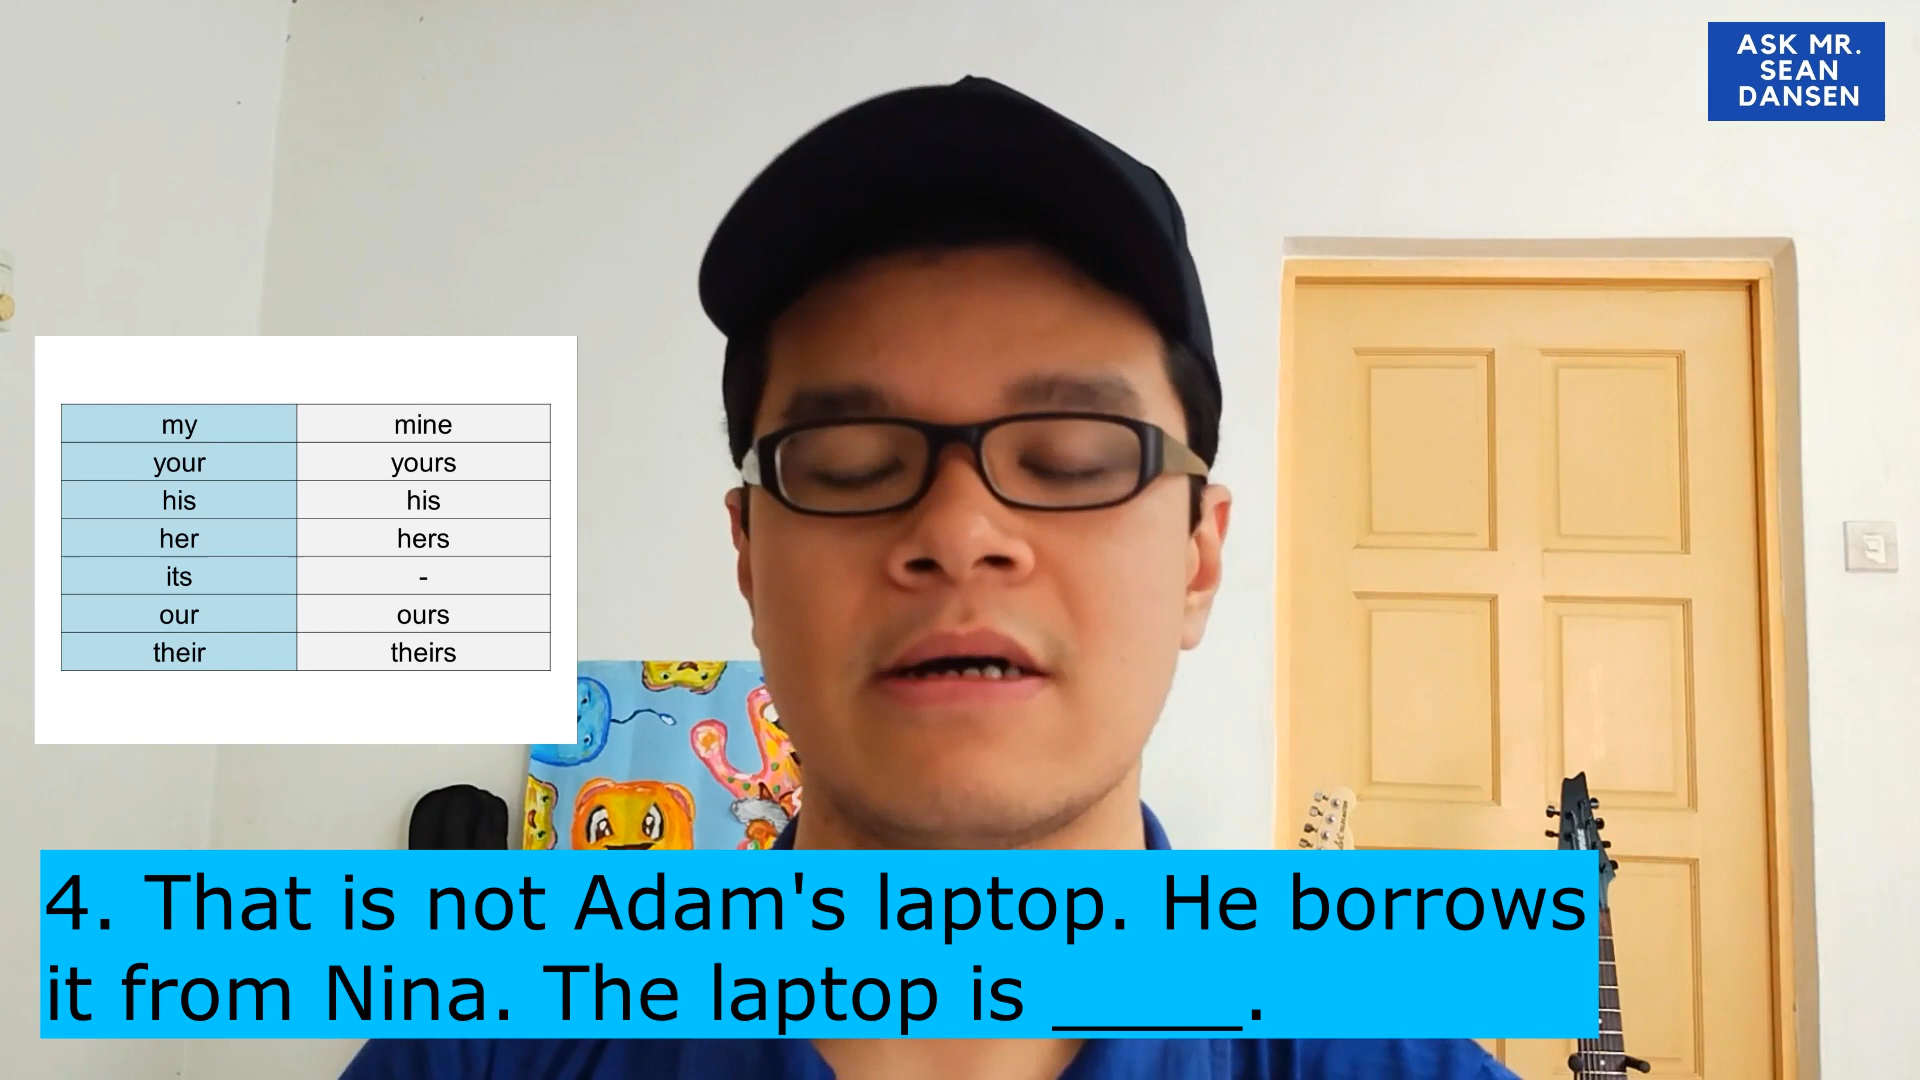 ASK MR.
SEAN
DANSEN
my mine
your yours
his his
her hers
its -
our ours
their theirs
4. That is not Adam's laptop. He borrows
it from Nina. The laptop is _____.